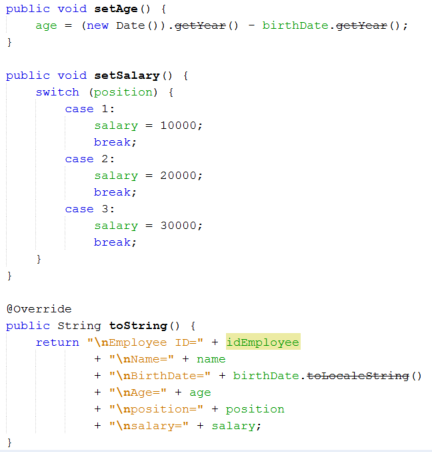 public void setAge() {
    age = (new Date()).getYear() - birthDate.getYear();
}

public void setSalary() {
    switch (position) {
        case 1:
            salary = 10000;
            break;
        case 2:
            salary = 20000;
            break;
        case 3:
            salary = 30000;
            break;
    }
}

@Override
public String toString() {
    return "\nEmployee ID=" + idEmployee
            + "\nName=" + name
            + "\nBirthDate=" + birthDate.toLocaleString()
            + "\nAge=" + age
            + "\nposition=" + position
            + "\nsalary=" + salary;
}